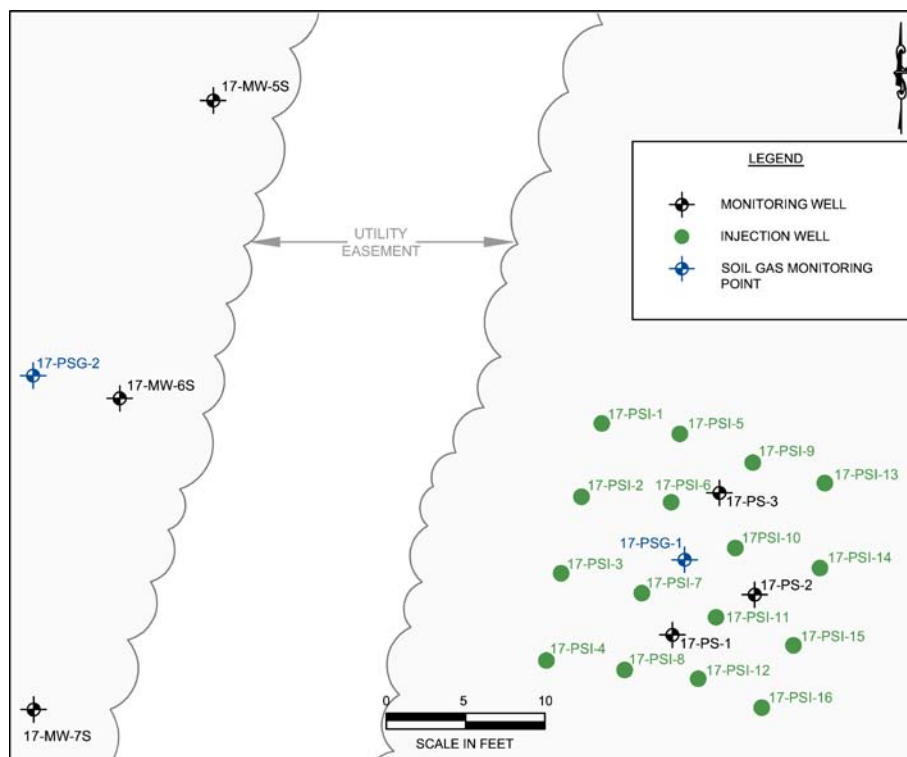 17-MW-5S
LEGEND
MONITORING WELL
INJECTION WELL
SOIL GAS MONITORING
POINT
UTILITY
EASEMENT
17-PSG-2
17-MW-6S
17-PSI-1
17-PSI-5
17-PSI-9
17-PSI-13
17-PSI-2
17-PSI-6
17-PS-3
17-PSG-1
17PSI-10
17-PSI-14
17-PSI-3
17-PSI-7
17-PS-2
17-PSI-11
17-PS-1
17-PSI-15
17-PSI-4
17-PSI-8
17-PSI-12
17-PSI-16
17-MW-7S
0 5 10
SCALE IN FEET